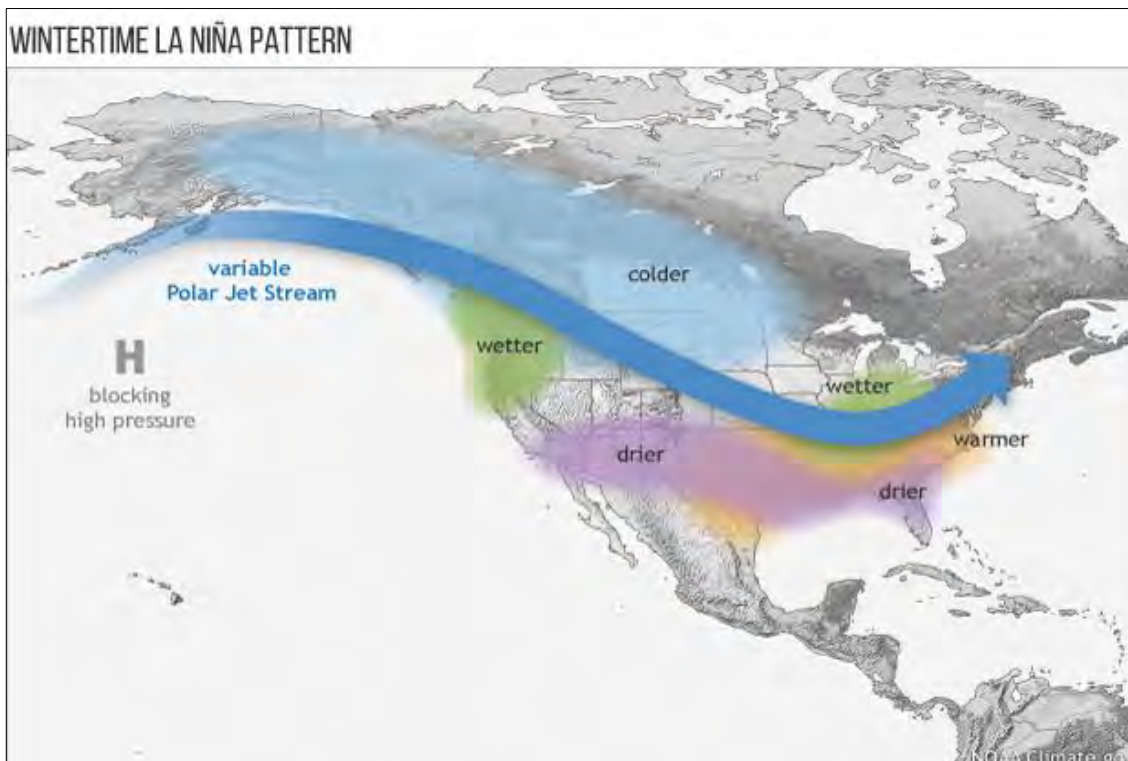 WINTERTIME LA NIÑA PATTERN
variable
Polar Jet Stream
colder
H
blocking
high pressure
wetter
wetter
drier
warmer
drier
NOAA Climate.go